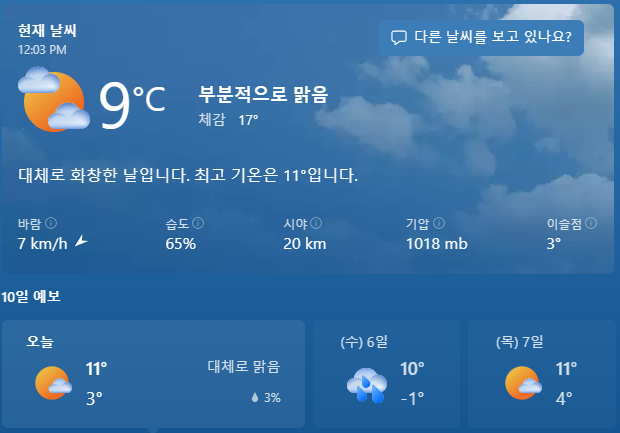 현재 날씨
12:03 PM
다른 날씨를 보고 있나요?
9°C
부분적으로 맑음
체감 17°
대체로 화창한 날입니다. 최고 기온은 11°입니다.
바람 습도 시야 기압 이슬점
7 km/h 65% 20 km 1018 mb 3°
10일 예보
오늘
11°
3°
대체로 맑음
3%
(수) 6일
10°
-1°
(목) 7일
11°
4°